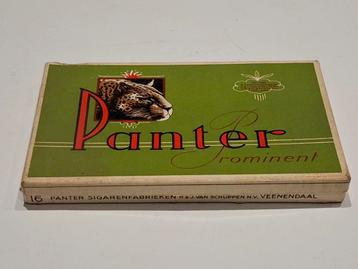 Panter
Prominent
16 PANTER SIGARENFABRIEKEN H & J. VAN SCHUPPEN N.V. VEENENDAAL